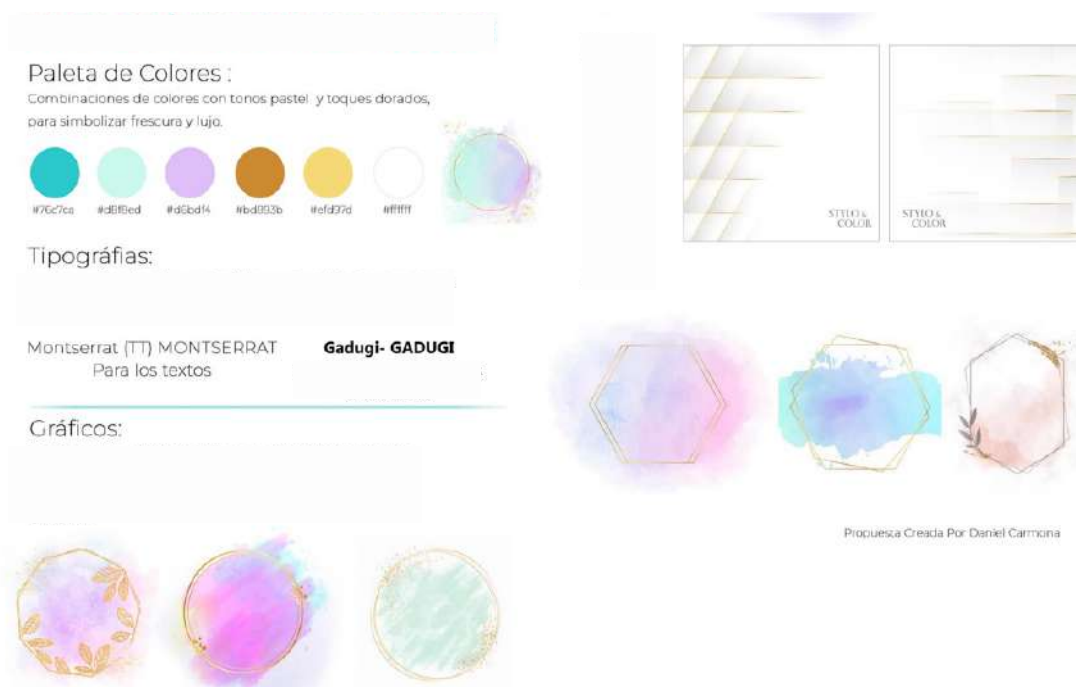 Paleta de Colores :
Combinaciones de colores con tonos pastel y toques dorados,
para simbolizar frescura y lujo.
#76c7ca #d8f8ed #d6bdf4 #bd893b #efd97d #ffffff
Tipográfias:
Montserrat (TT) MONTSERRAT
Para los textos
Gadugi- GADUGI
Gráficos:
STYLO &
COLOR
STYLO &
COLOR
Propuesta Creada Por Daniel Carmona